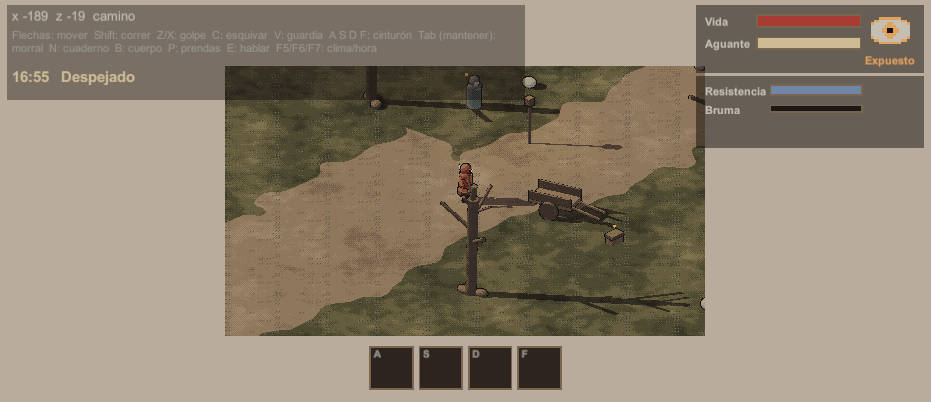 x -189  z -19  camino
Flechas: mover  Shift: correr  Z/X: golpe  C: esquivar  V: guardia  A S D F: cinturón  Tab (mantener):
morral  N: cuaderno  B: cuerpo  P: prendas  E: hablar  F5/F6/F7: clima/hora
16:55  Despejado
Vida
Aguante
Expuesto
Resistencia
Bruma
A
S
D
F